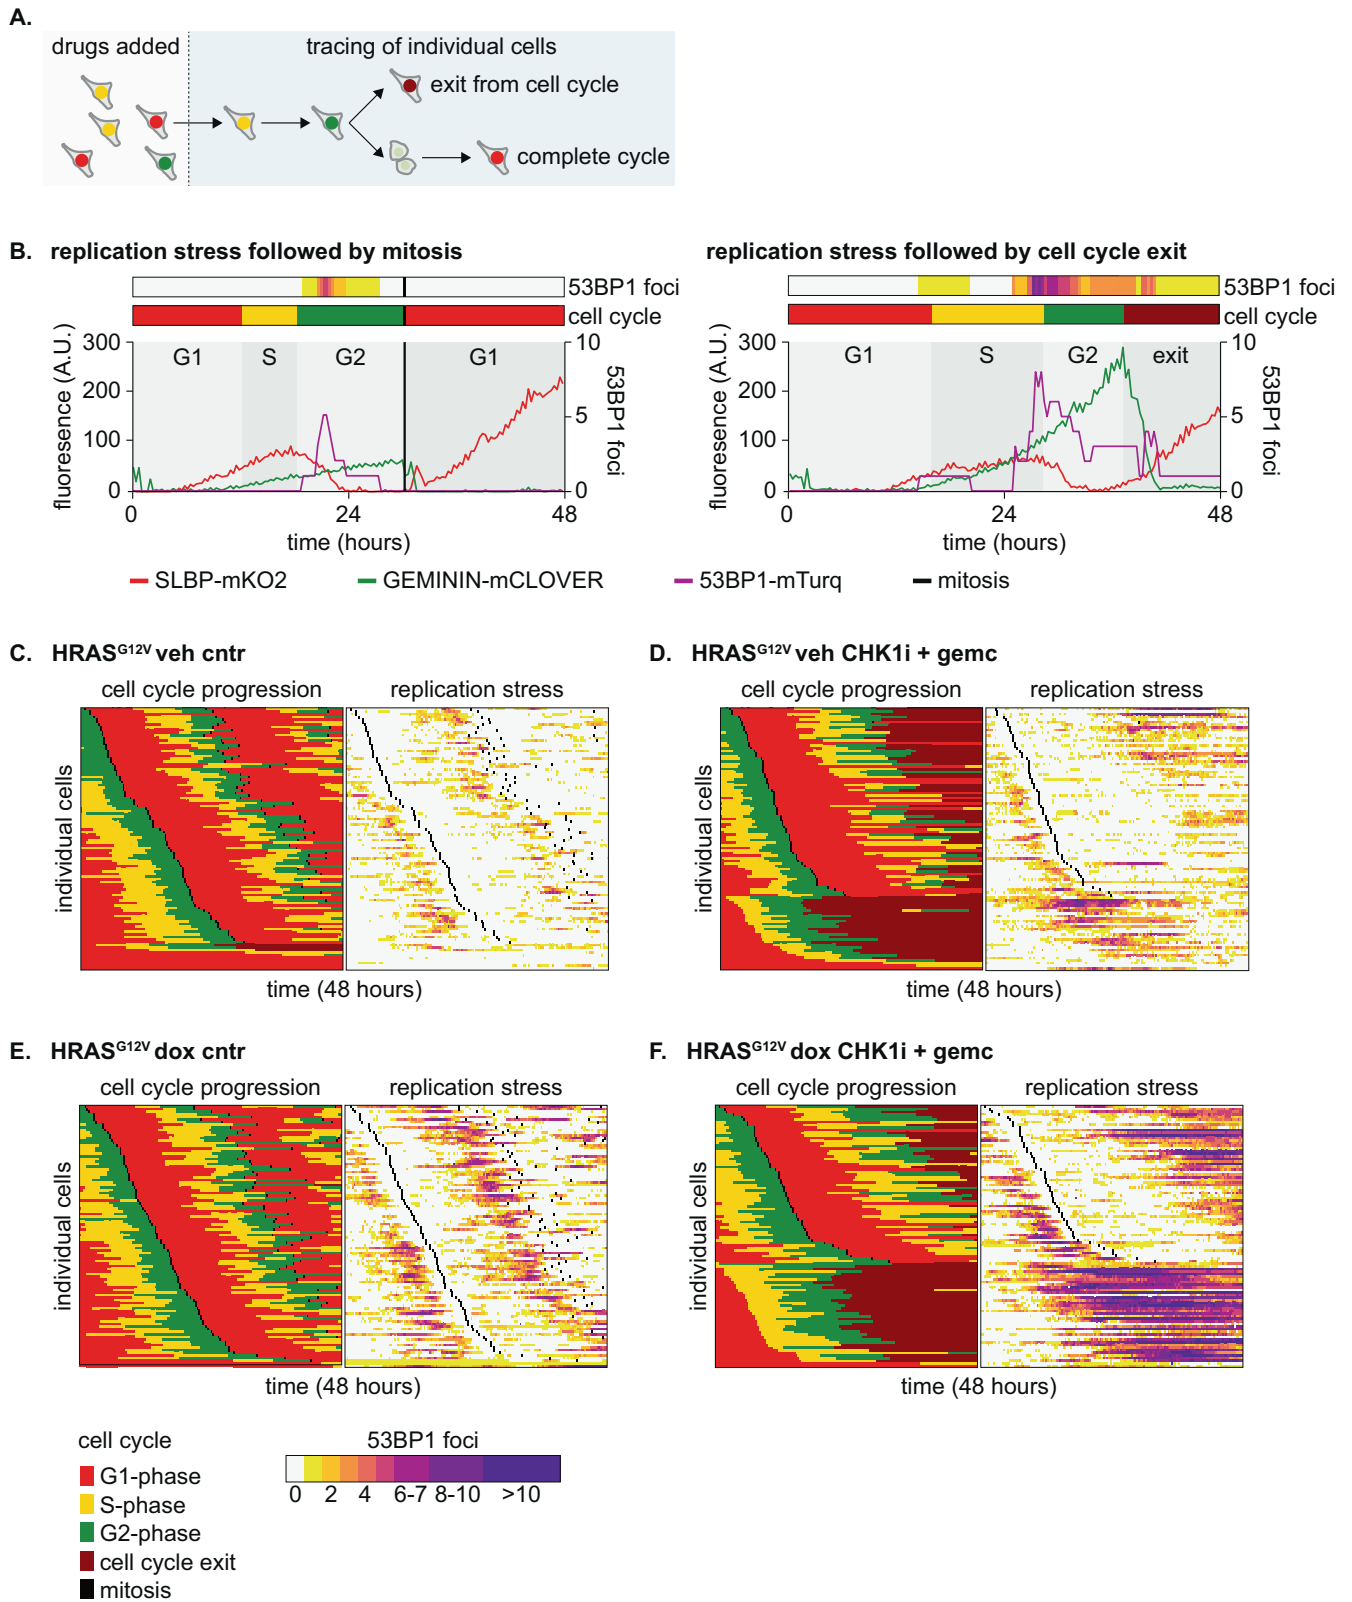 A.
drugs added
tracing of individual cells
exit from cell cycle
complete cycle
B. replication stress followed by mitosis
replication stress followed by cell cycle exit
53BP1 foci
cell cycle
300
200
100
0
fluoresence (A.U.)
G1
S
G2
G1
10
5
0
53BP1 foci
0
24
48
time (hours)
53BP1 foci
cell cycle
300
200
100
0
fluoresence (A.U.)
G1
S
G2
exit
10
5
0
53BP1 foci
0
24
48
time (hours)
SLBP-mKO2
GEMININ-mCLOVER
53BP1-mTurq
mitosis
C. HRASG12V veh cntr
cell cycle progression
replication stress
individual cells
time (48 hours)
D. HRASG12V veh CHK1i + gemc
cell cycle progression
replication stress
individual cells
time (48 hours)
E. HRASG12V dox cntr
cell cycle progression
replication stress
individual cells
time (48 hours)
F. HRASG12V dox CHK1i + gemc
cell cycle progression
replication stress
individual cells
time (48 hours)
cell cycle
G1-phase
S-phase
G2-phase
cell cycle exit
mitosis
53BP1 foci
0 2 4 6-7 8-10 >10